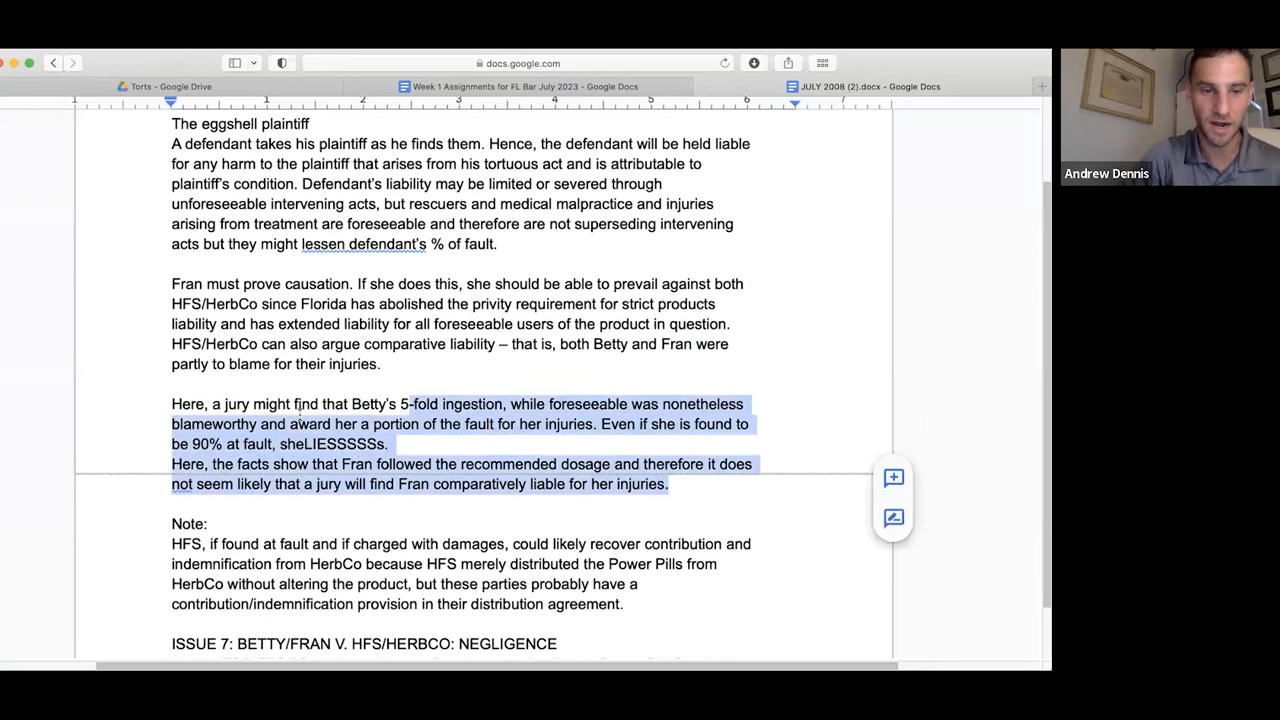 docs.google.com
Torts - Google Drive
Week 1 Assignments for FL Bar July 2023 - Google Docs
JULY 2008 (2).docx - Google Docs
1 1 2 3 4 5 6 7
Andrew Dennis
The eggshell plaintiff
A defendant takes his plaintiff as he finds them. Hence, the defendant will be held liable
for any harm to the plaintiff that arises from his tortuous act and is attributable to
plaintiff's condition. Defendant's liability may be limited or severed through
unforeseeable intervening acts, but rescuers and medical malpractice and injuries
arising from treatment are foreseeable and therefore are not superseding intervening
acts but they might lessen defendant's % of fault.
Fran must prove causation. If she does this, she should be able to prevail against both
HFS/HerbCo since Florida has abolished the privity requirement for strict products
liability and has extended liability for all foreseeable users of the product in question.
HFS/HerbCo can also argue comparative liability – that is, both Betty and Fran were
partly to blame for their injuries.
Here, a jury might find that Betty's 5-fold ingestion, while foreseeable was nonetheless
blameworthy and award her a portion of the fault for her injuries. Even if she is found to
be 90% at fault, sheLIESSSSSs.
Here, the facts show that Fran followed the recommended dosage and therefore it does
not seem likely that a jury will find Fran comparatively liable for her injuries.
Note:
HFS, if found at fault and if charged with damages, could likely recover contribution and
indemnification from HerbCo because HFS merely distributed the Power Pills from
HerbCo without altering the product, but these parties probably have a
contribution/indemnification provision in their distribution agreement.
ISSUE 7: BETTY/FRAN V. HFS/HERBCO: NEGLIGENCE